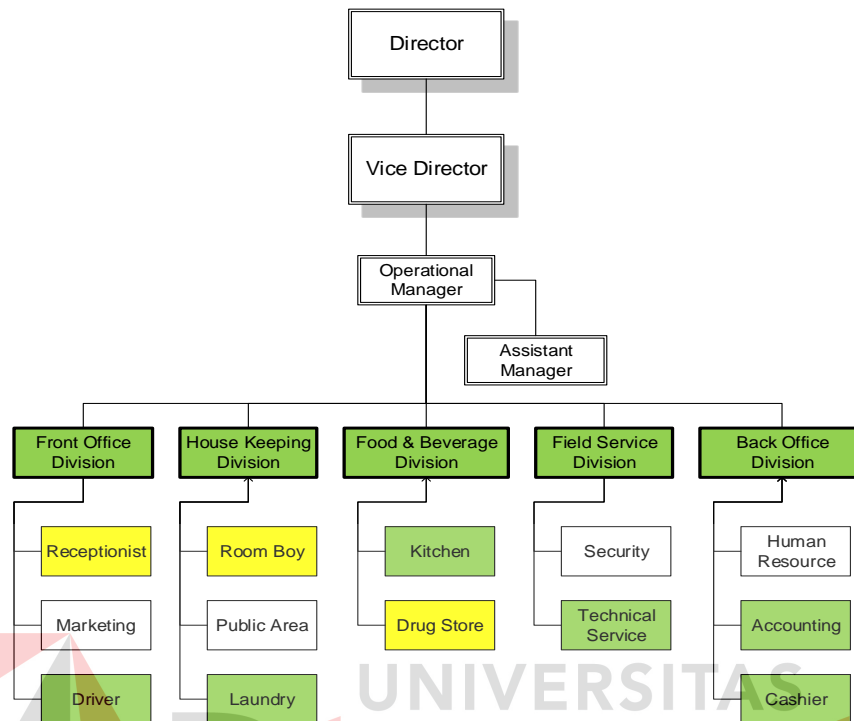 Director
Vice Director
Operational
Manager
Assistant
Manager
Front Office
Division
House Keeping
Division
Food & Beverage
Division
Field Service
Division
Back Office
Division
Receptionist
Room Boy
Kitchen
Security
Human
Resource
Marketing
Public Area
Drug Store
Technical
Service
Accounting
Driver
Laundry
Cashier
UNIVERSITAS